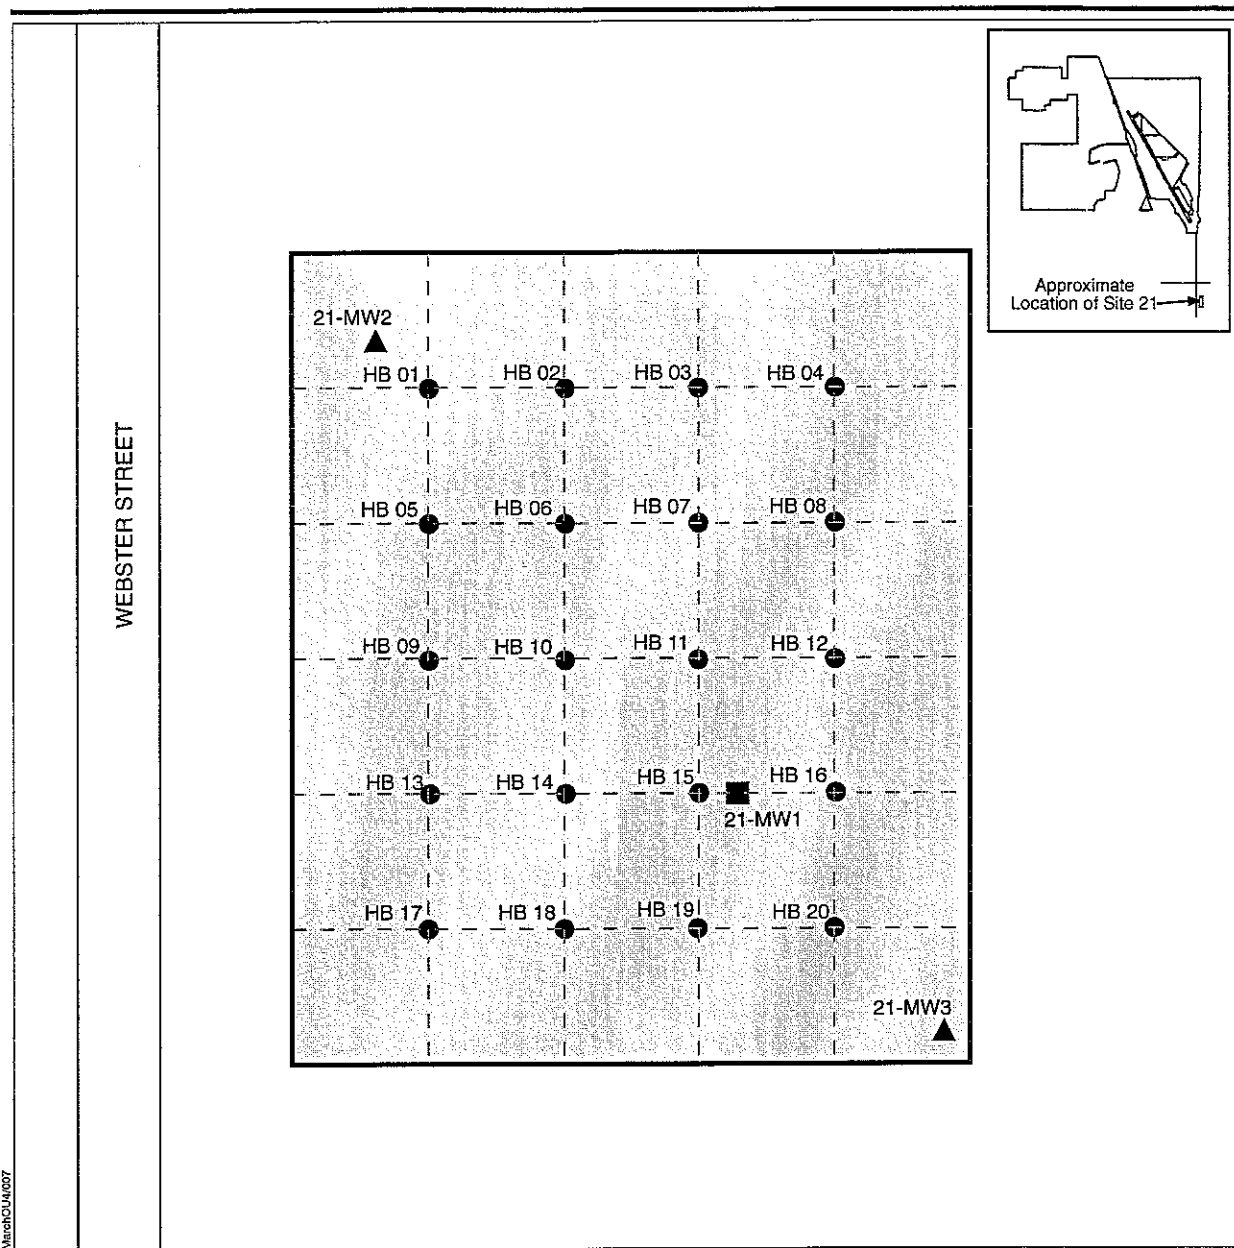 Approximate
Location of Site 21
21-MW2
HB 01
HB 02
HB 03
HB 04
WEBSTER STREET
HB 05
HB 06
HB 07
HB 08
HB 09
HB 10
HB 11
HB 12
HB 13
HB 14
HB 15
HB 16
21-MW1
HB 17
HB 18
HB 19
HB 20
21-MW3
MarchOU4/007